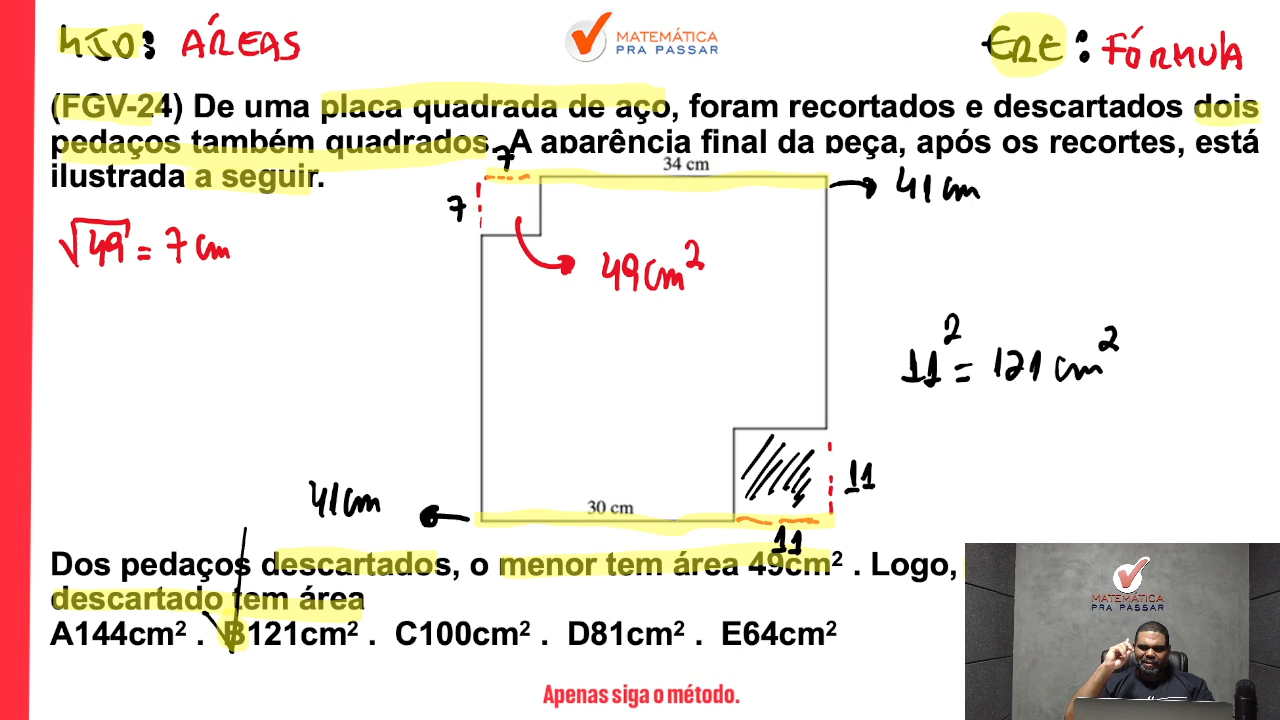 MJD: ÁREAS
MATEMÁTICA
PRA PASSAR
ERE: FÓRMULA
(FGV-24) De uma placa quadrada de aço, foram recortados e descartados dois
pedaços também quadrados. A aparência final da peça, após os recortes, está
ilustrada a seguir.
7
34 cm
41 cm
7
√49 = 7 cm
49 cm²
11² = 121 cm²
11
41 cm
30 cm
11
Dos pedaços descartados, o menor tem área 49cm² . Logo,
descartado tem área
A144cm² . B121cm² . C100cm² . D81cm² . E64cm²
MATEMÁTICA
PRA PASSAR
Apenas siga o método.